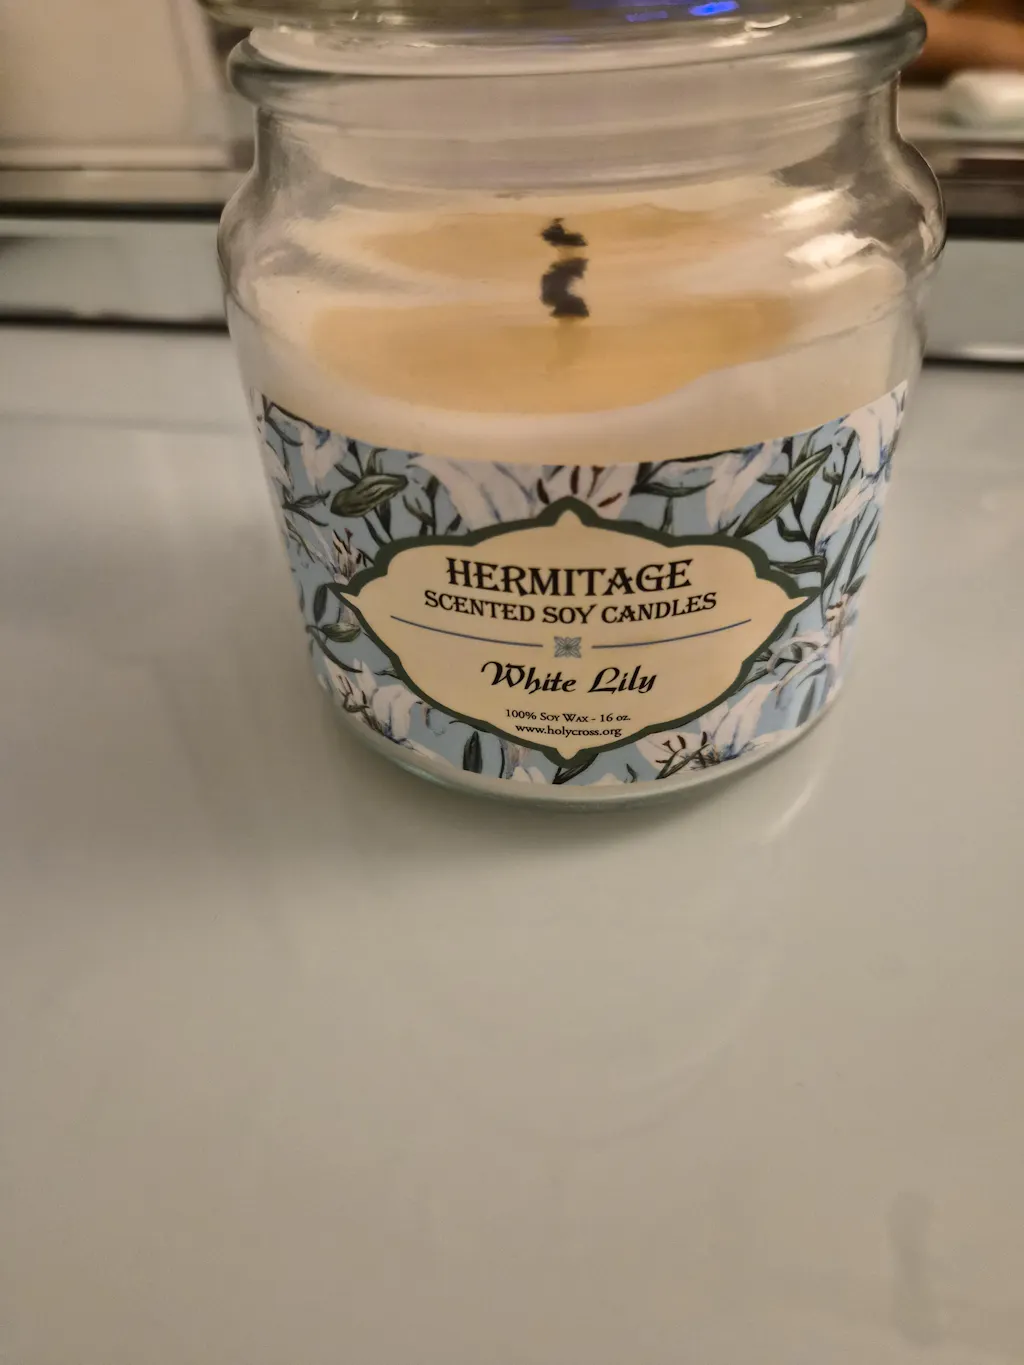 HERMITAGE
SCENTED SOY CANDLES
White Lily
100% SOY WAX - 16 OZ.
www.holycross.org